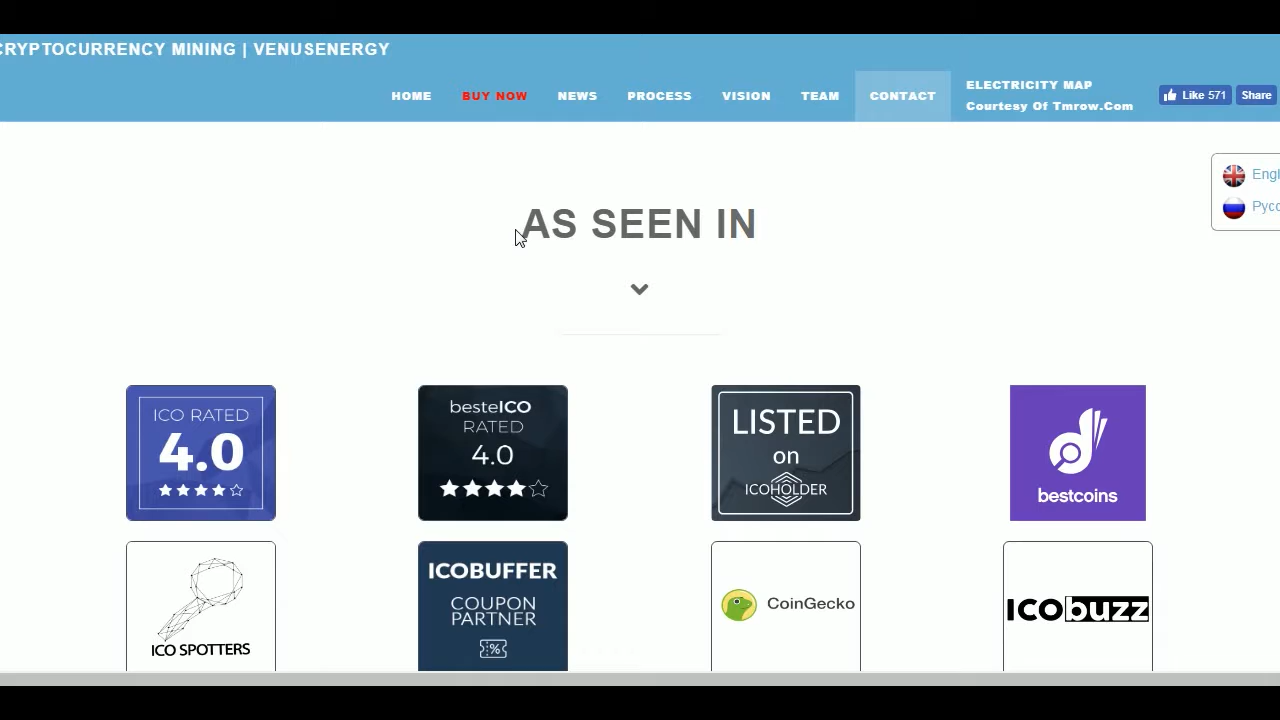 CRYPTOCURRENCY MINING | VENUSENERGY
HOME
BUY NOW
NEWS
PROCESS
VISION
TEAM
CONTACT
ELECTRICITY MAP
Courtesy Of Tmrow.Com
Like 571
Share
Engl
Русс
AS SEEN IN
ICO RATED
4.0
besteICO
RATED
4.0
LISTED
on
ICOHOLDER
bestcoins
ICO SPOTTERS
ICOBUFFER
COUPON
PARTNER
%
CoinGecko
ICObuzz